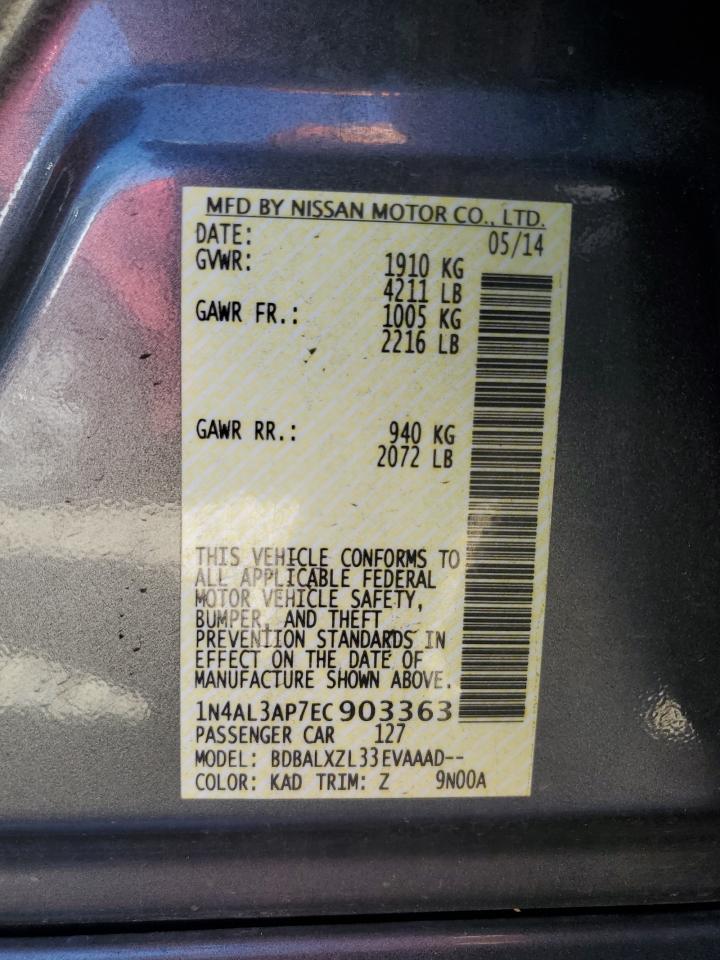 MFD BY NISSAN MOTOR CO., LTD.
DATE: 05/14
GVWR: 1910 KG
4211 LB
GAWR FR.: 1005 KG
2216 LB
GAWR RR.: 940 KG
2072 LB
THIS VEHICLE CONFORMS TO
ALL APPLICABLE FEDERAL
MOTOR VEHICLE SAFETY,
BUMPER, AND THEFT
PREVENTION STANDARDS IN
EFFECT ON THE DATE OF
MANUFACTURE SHOWN ABOVE.
1N4AL3AP7EC903363
PASSENGER CAR 127
MODEL: BDBALXZL33EVAAAD--
COLOR: KAD TRIM: Z 9N00A